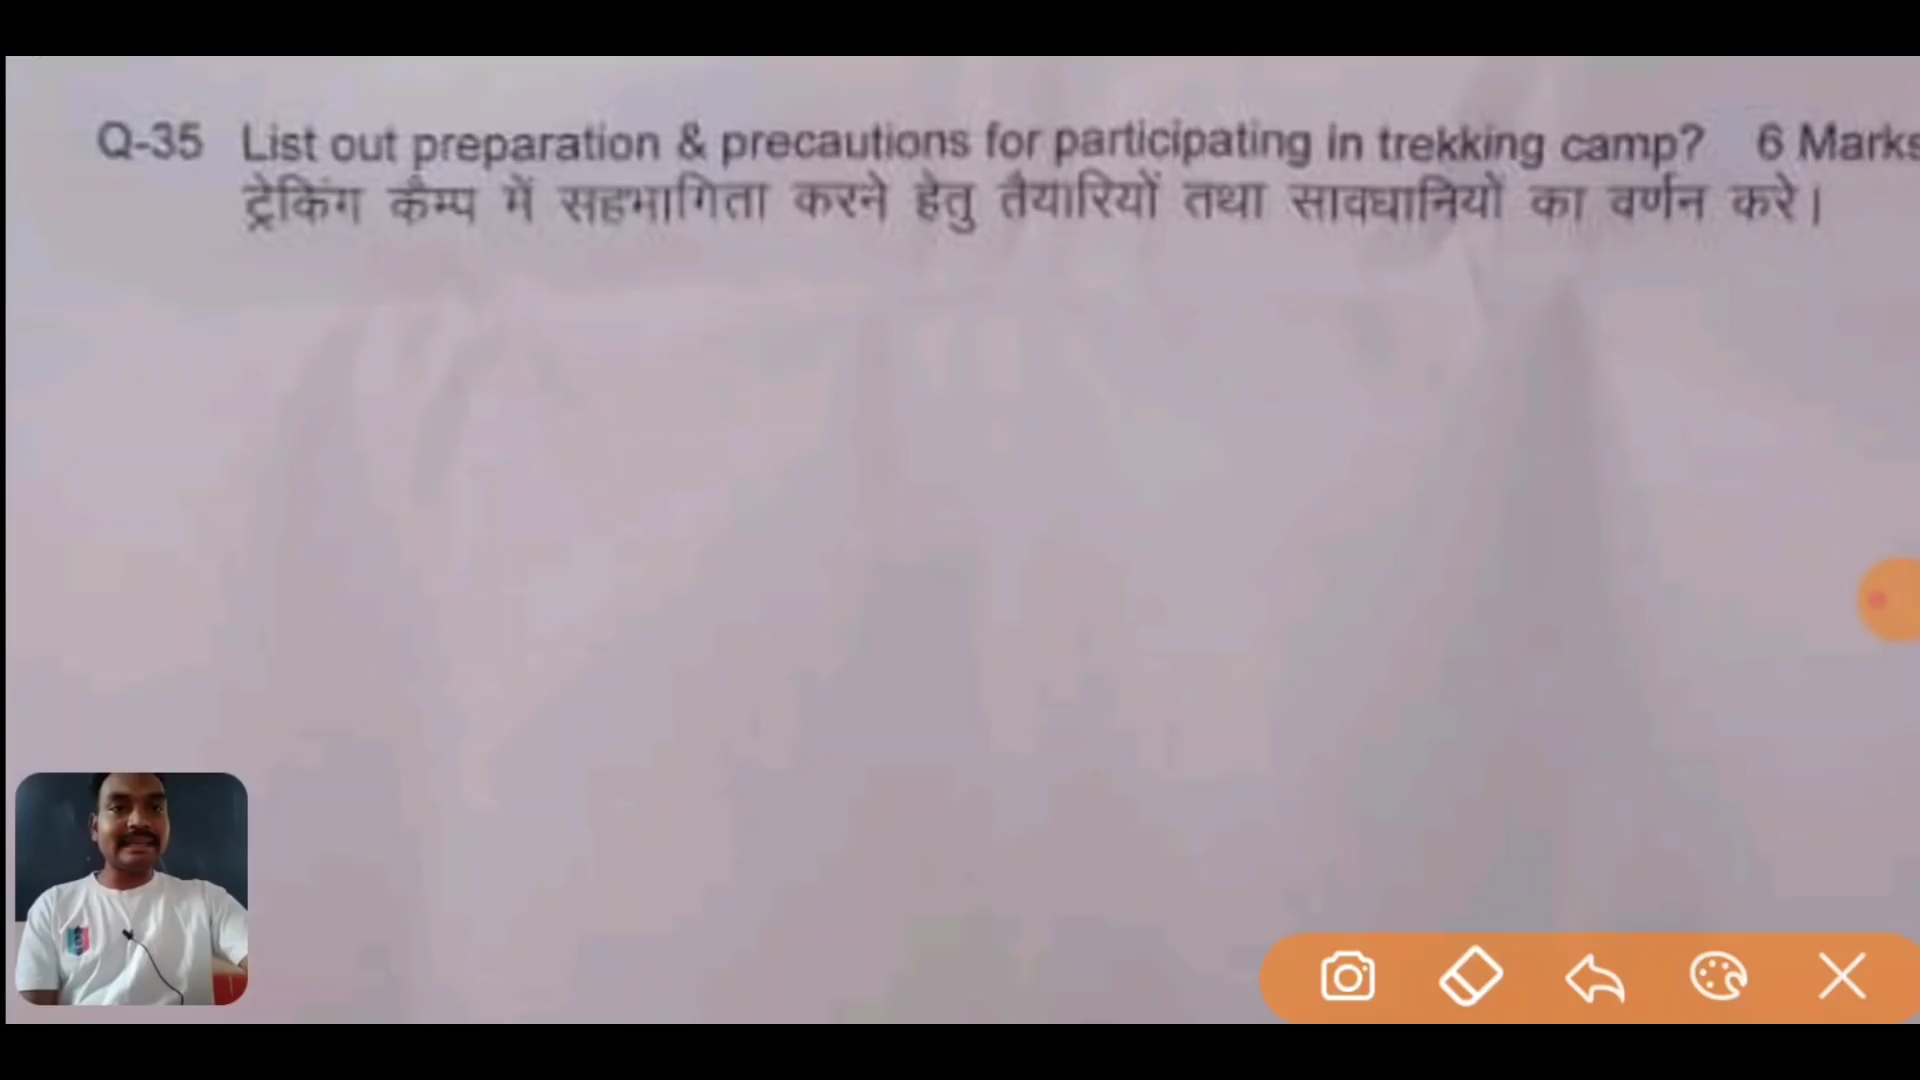 Q-35 List out preparation & precautions for participating in trekking camp? 6 Marks
ट्रेकिंग कैम्प में सहभागिता करने हेतु तैयारियों तथा सावधानियों का वर्णन करे।